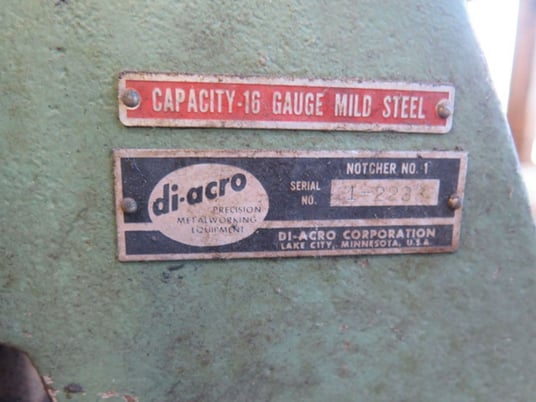 CAPACITY-16 GAUGE MILD STEEL
di-acro
PRECISION
METALWORKING
EQUIPMENT
NOTCHER NO. 1
SERIAL
NO.
DI-ACRO CORPORATION
LAKE CITY, MINNESOTA, U.S.A.